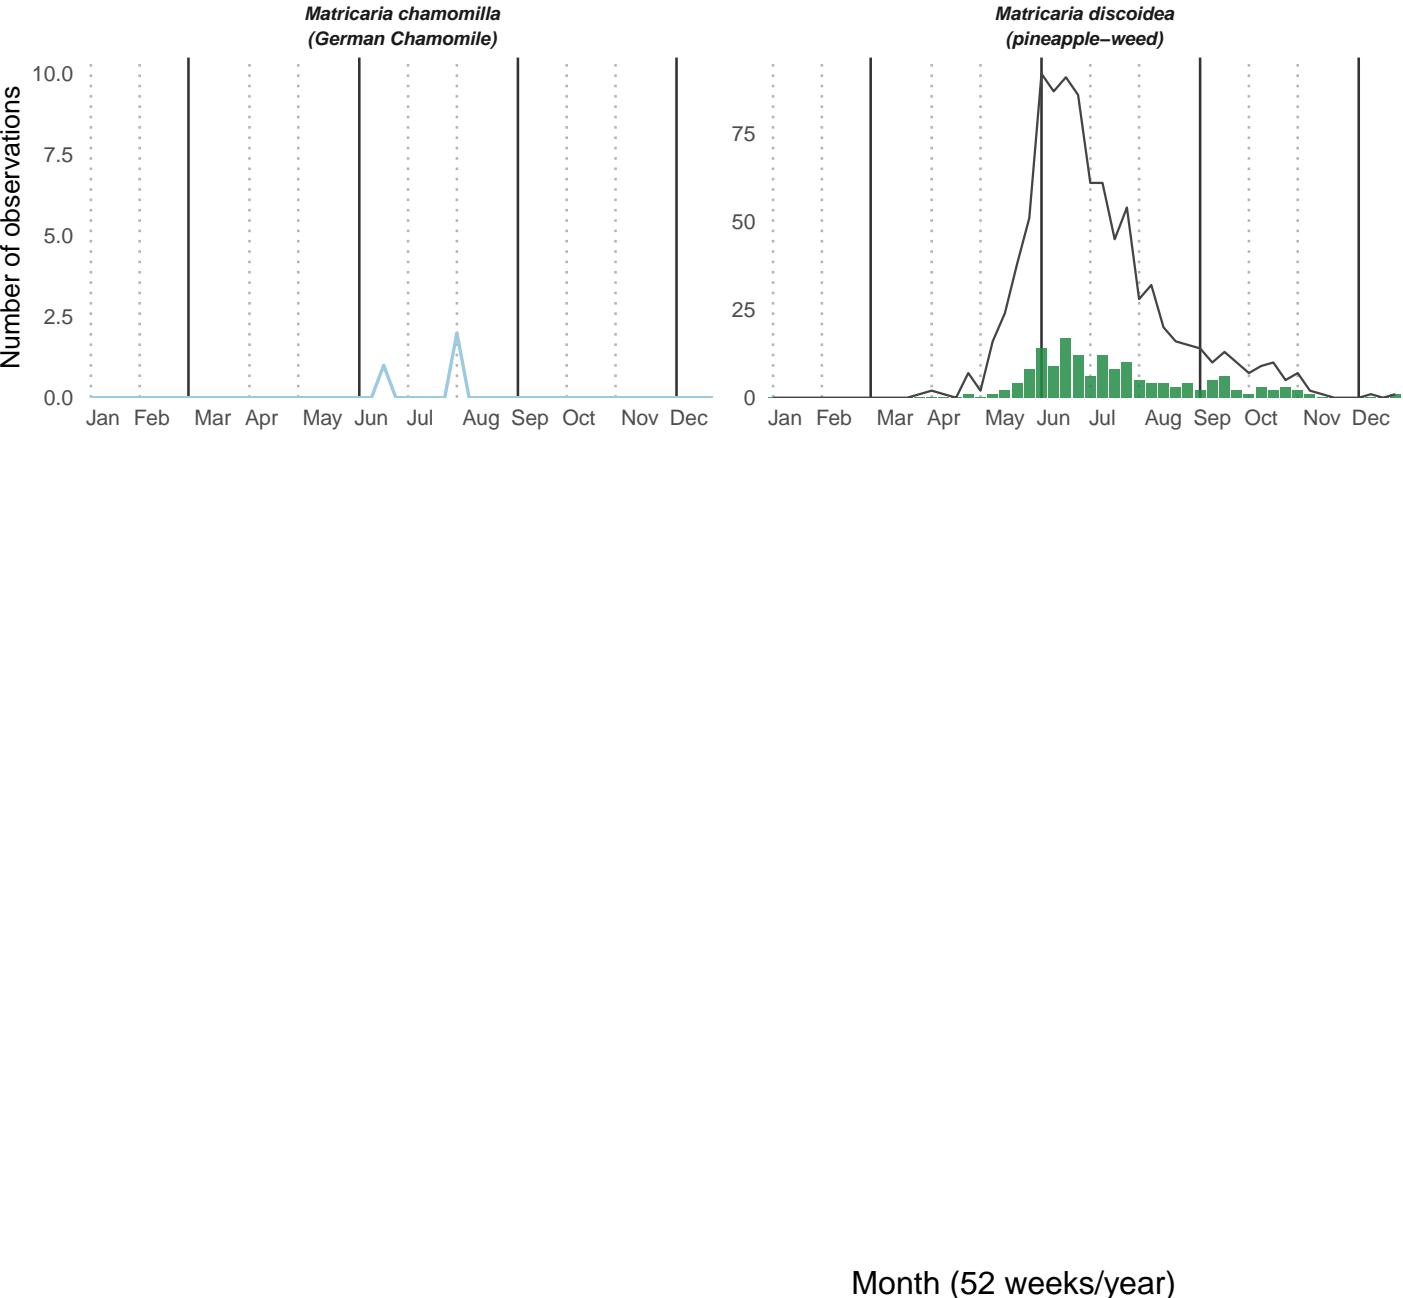 Matricaria chamomilla
(German Chamomile)
Matricaria discoidea
(pineapple−weed)
Number of observations
10.0
7.5
5.0
2.5
0.0
Jan Feb Mar Apr May Jun Jul Aug Sep Oct Nov Dec
75
50
25
0
Jan Feb Mar Apr May Jun Jul Aug Sep Oct Nov Dec
Month (52 weeks/year)